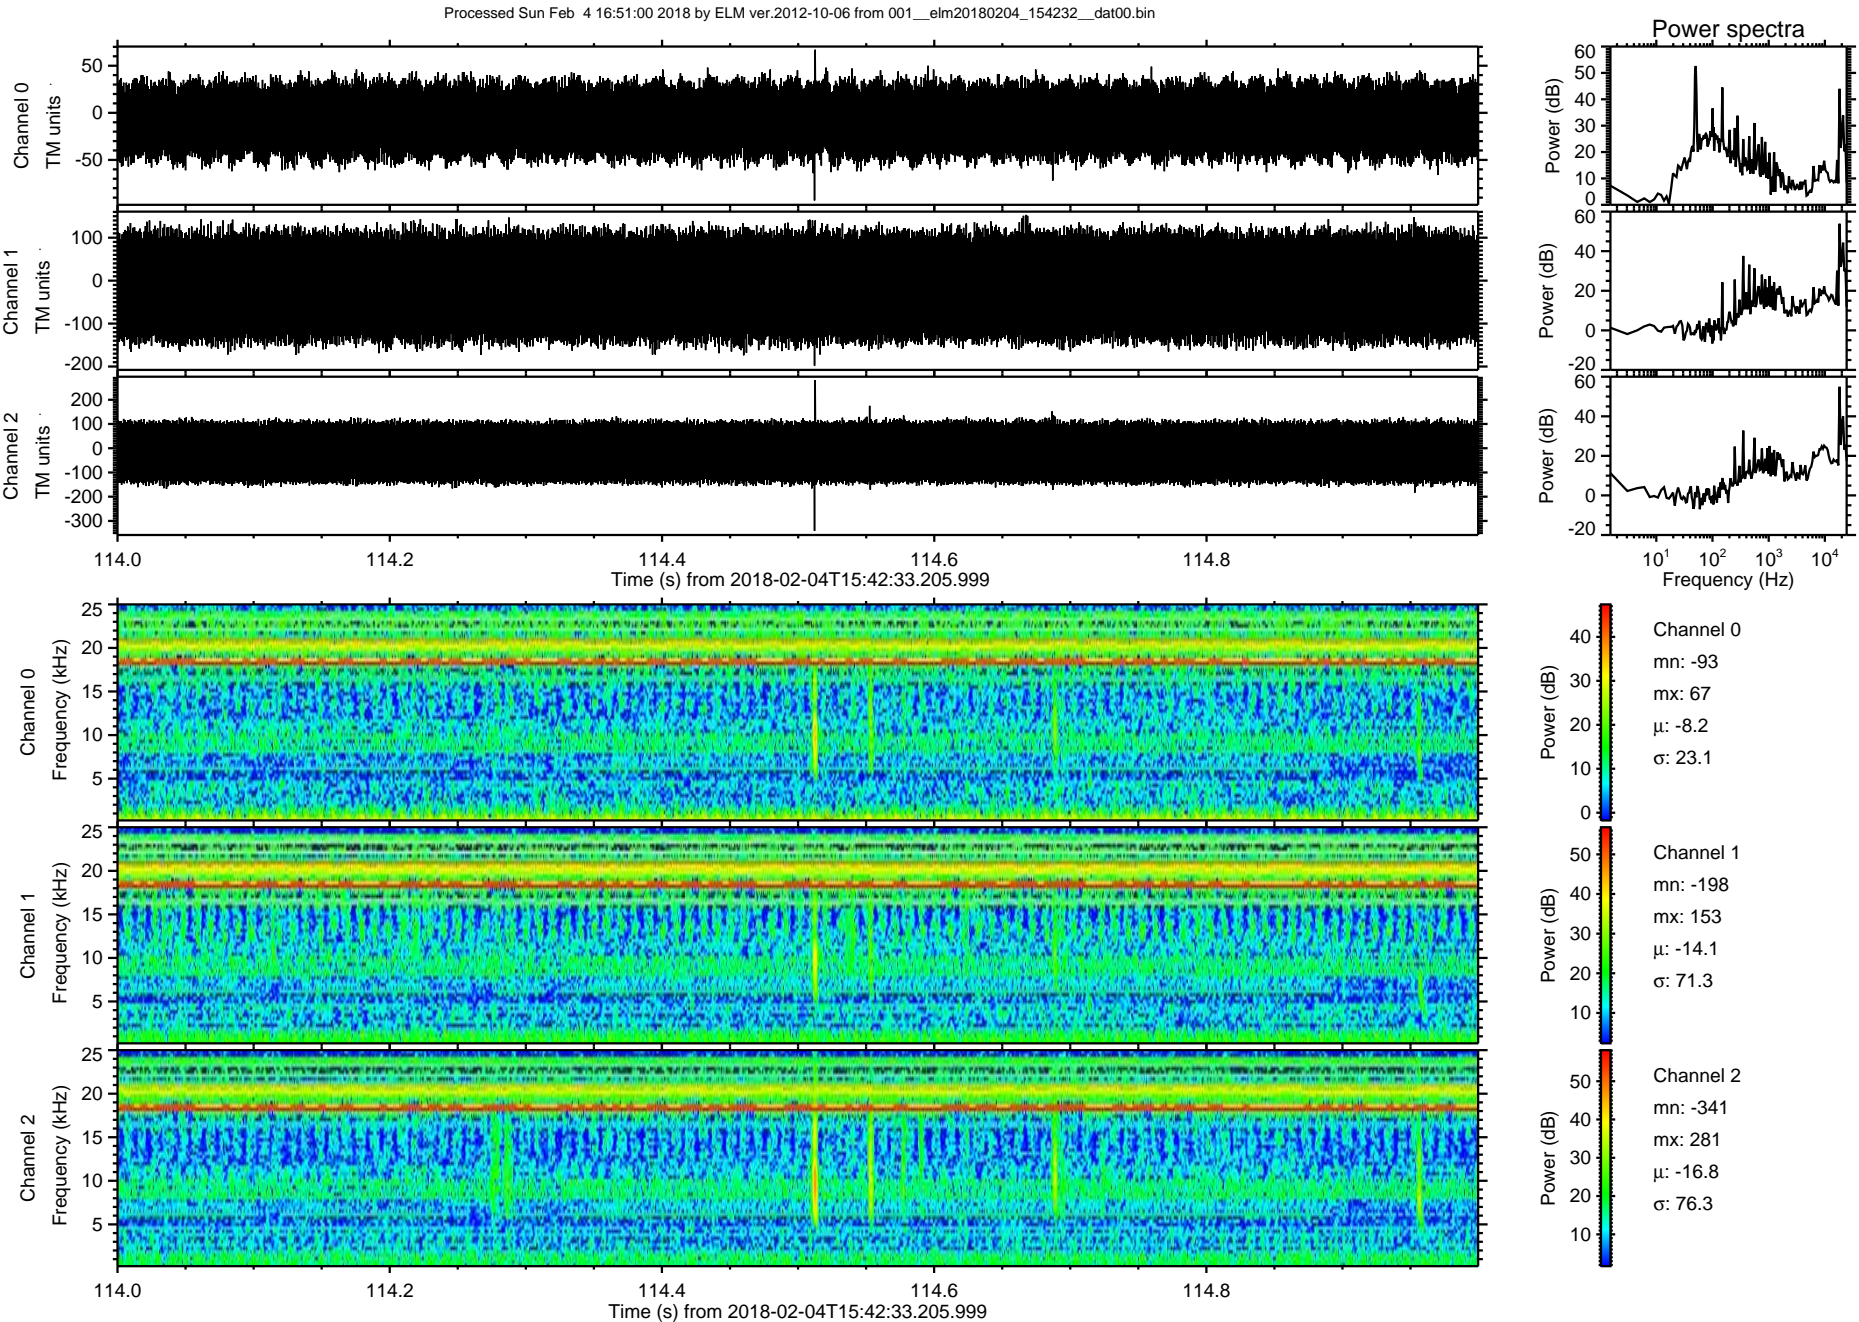 Processed Sun Feb  4 16:51:00 2018 by ELM ver.2012-10-06 from 001__elm20180204_154232__dat00.bin
Power spectra
Channel 0
TM units
50
0
-50
Power (dB)
60
50
40
30
20
10
0
Channel 1
TM units
100
0
-100
-200
Power (dB)
60
40
20
0
-20
Channel 2
TM units
200
100
0
-100
-200
-300
Power (dB)
60
40
20
0
-20
114.0 114.2 114.4 114.6 114.8
Time (s) from 2018-02-04T15:42:33.205.999
10^1 10^2 10^3 10^4
Frequency (Hz)
Channel 0
Frequency (kHz)
25
20
15
10
5
Power (dB)
40
30
20
10
0
Channel 0
mn: -93
mx: 67
µ: -8.2
σ: 23.1
Channel 1
Frequency (kHz)
25
20
15
10
5
Power (dB)
50
40
30
20
10
Channel 1
mn: -198
mx: 153
µ: -14.1
σ: 71.3
Channel 2
Frequency (kHz)
25
20
15
10
5
Power (dB)
50
40
30
20
10
Channel 2
mn: -341
mx: 281
µ: -16.8
σ: 76.3
114.0 114.2 114.4 114.6 114.8
Time (s) from 2018-02-04T15:42:33.205.999